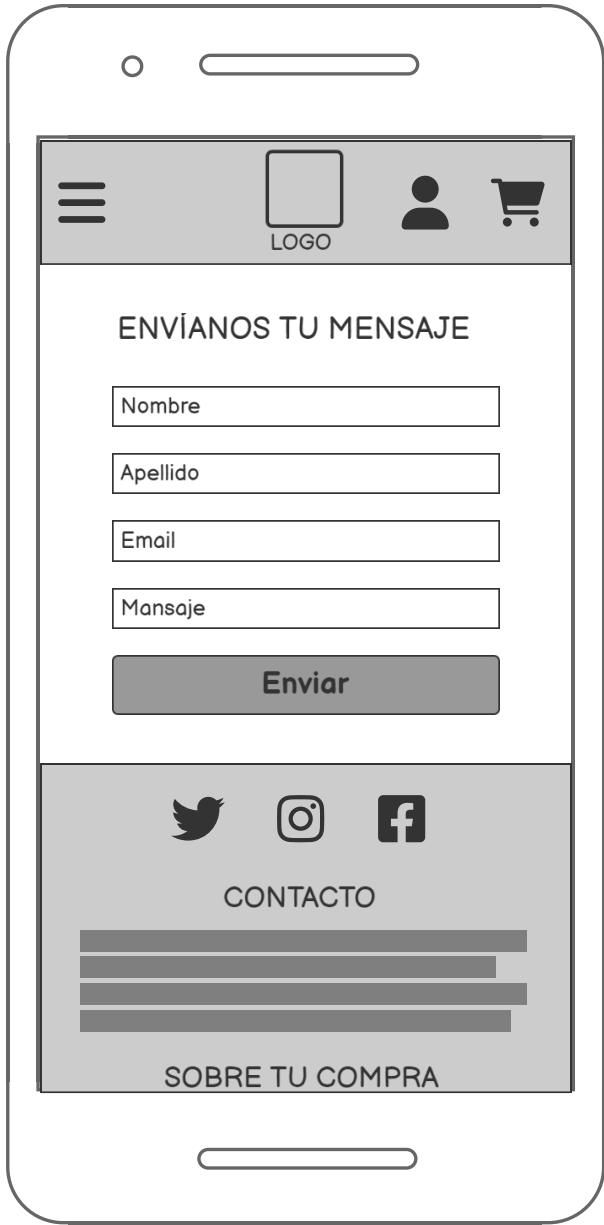 LOGO
ENVÍANOS TU MENSAJE
Nombre
Apellido
Email
Mansaje
Enviar
CONTACTO
SOBRE TU COMPRA